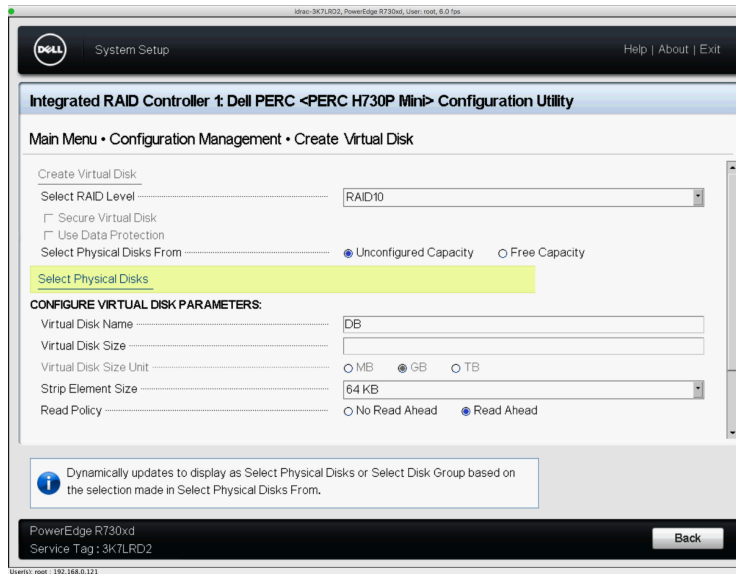 Idrac-3K7LRD2, PowerEdge R730xd, User: root, 6.0 fps
DELL System Setup Help | About | Exit
Integrated RAID Controller 1: Dell PERC <PERC H730P Mini> Configuration Utility
Main Menu • Configuration Management • Create Virtual Disk
Create Virtual Disk
Select RAID Level RAID10
Secure Virtual Disk
Use Data Protection
Select Physical Disks From Unconfigured Capacity Free Capacity
Select Physical Disks
CONFIGURE VIRTUAL DISK PARAMETERS:
Virtual Disk Name DB
Virtual Disk Size
Virtual Disk Size Unit MB GB TB
Strip Element Size 64 KB
Read Policy No Read Ahead Read Ahead
Dynamically updates to display as Select Physical Disks or Select Disk Group based on
the selection made in Select Physical Disks From.
PowerEdge R730xd
Service Tag : 3K7LRD2 Back
User(s): root : 192.168.0.121